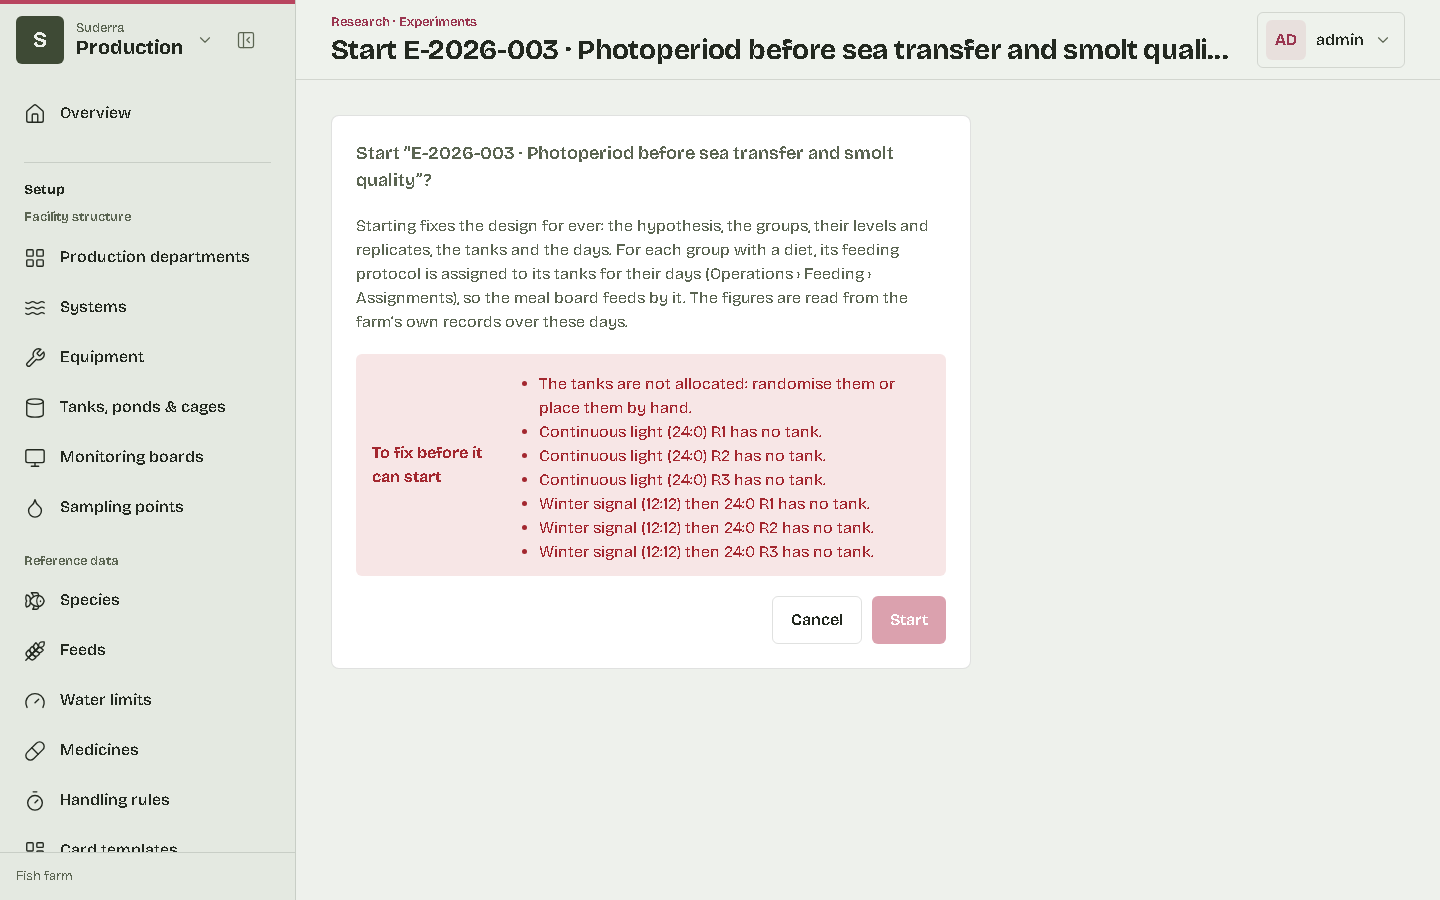 Suderra
S
Production
Overview
Setup
Facility structure
Production departments
Systems
Equipment
Tanks, ponds & cages
Monitoring boards
Sampling points
Reference data
Species
Feeds
Water limits
Medicines
Handling rules
Card templates
Fish farm
Research · Experiments
Start E-2026-003 · Photoperiod before sea transfer and smolt quali...
AD admin
Start “E-2026-003 · Photoperiod before sea transfer and smolt
quality”?
Starting fixes the design for ever: the hypothesis, the groups, their levels and
replicates, the tanks and the days. For each group with a diet, its feeding
protocol is assigned to its tanks for their days (Operations › Feeding ›
Assignments), so the meal board feeds by it. The figures are read from the
farm’s own records over these days.
To fix before it
can start
• The tanks are not allocated: randomise them or
place them by hand.
• Continuous light (24:0) R1 has no tank.
• Continuous light (24:0) R2 has no tank.
• Continuous light (24:0) R3 has no tank.
• Winter signal (12:12) then 24:0 R1 has no tank.
• Winter signal (12:12) then 24:0 R2 has no tank.
• Winter signal (12:12) then 24:0 R3 has no tank.
Cancel
Start